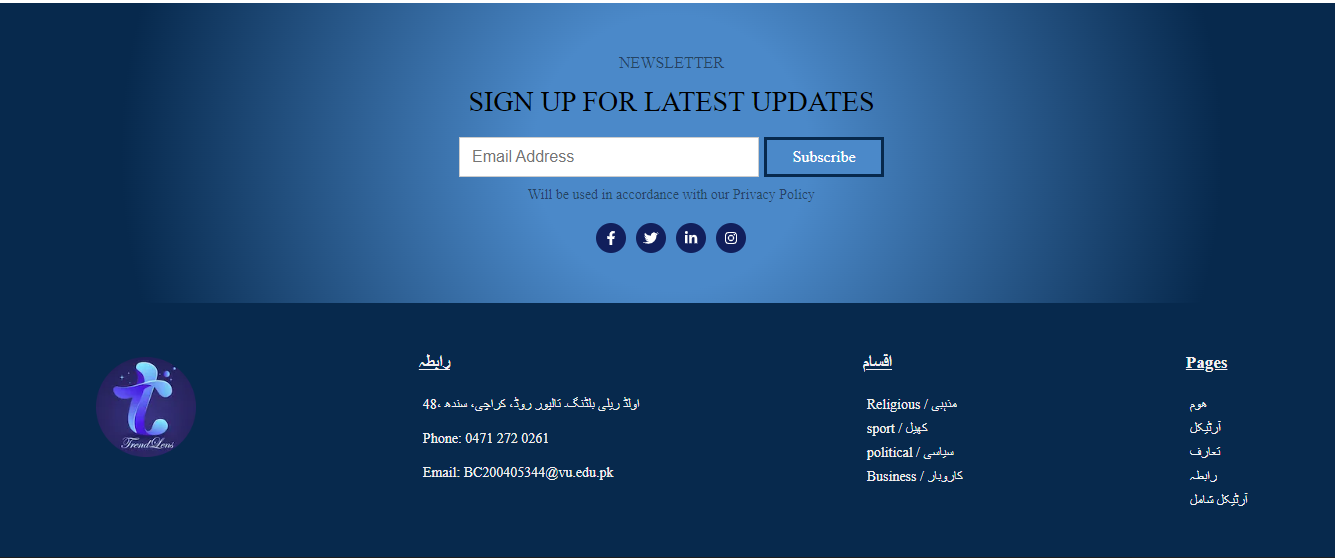 NEWSLETTER
SIGN UP FOR LATEST UPDATES
Email Address
Subscribe
Will be used in accordance with our Privacy Policy
TrendLens
رابطہ
48، اولڈ ریلی بلڈنگ۔ تالپور روڈ، کراچی، سندھ
Phone: 0471 272 0261
Email: BC200405344@vu.edu.pk
اقسام
Religious / مذہبی
sport / کھیل
political / سیاسی
Business / کاروبار
Pages
ھوم
آرٹیکل
تعارف
رابطہ
آرٹیکل شامل